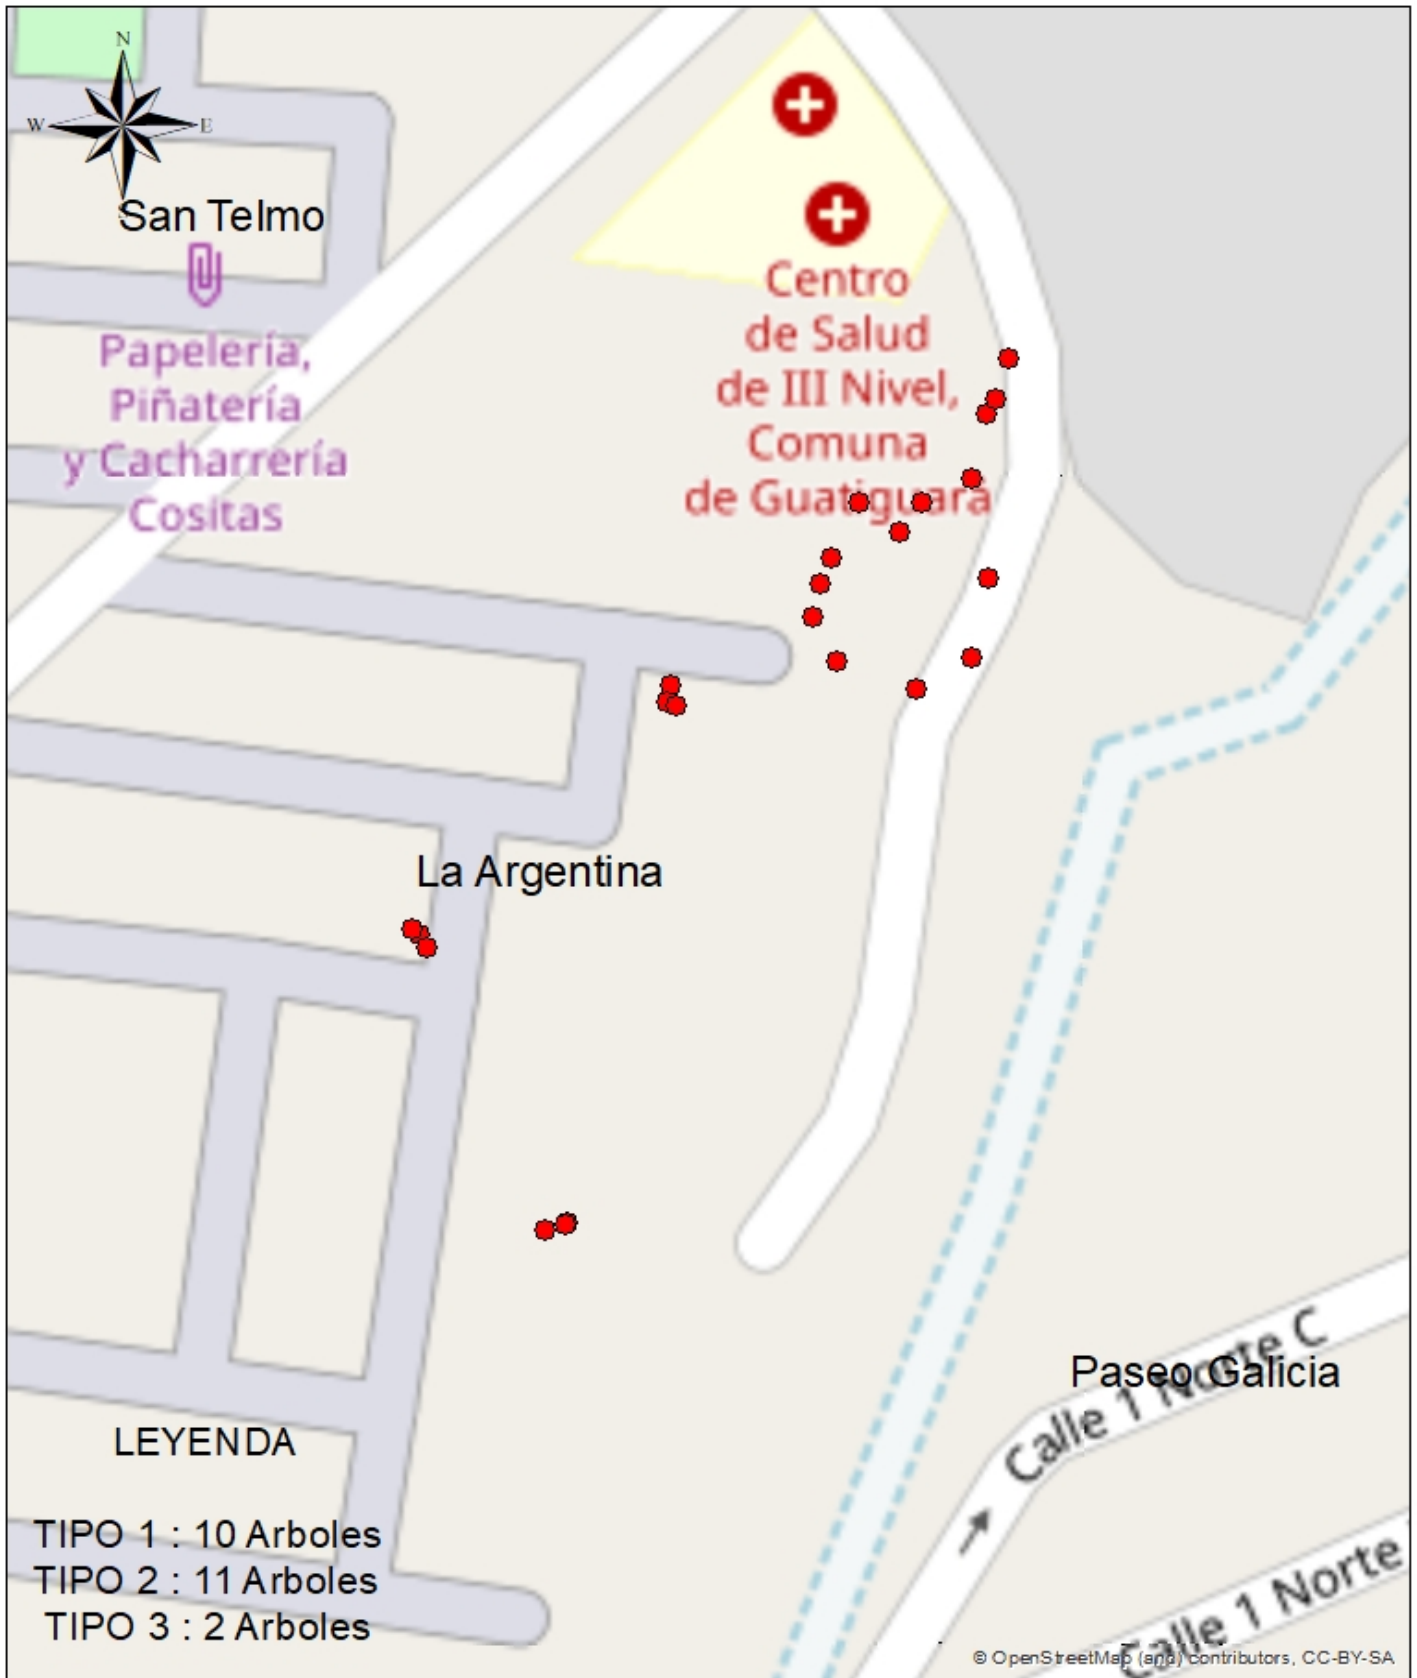 N
W
E
San Telmo
Papelería,
Piñatería
y Cacharrería
Cositas
Centro
de Salud
de III Nivel,
Comuna
de Guatiguará
La Argentina
Paseo Galicia
Calle 1 Norte C
LEYENDA
TIPO 1 : 10 Arboles
TIPO 2 : 11 Arboles
TIPO 3 : 2 Arboles
Calle 1 Norte
© OpenStreetMap (and) contributors, CC-BY-SA